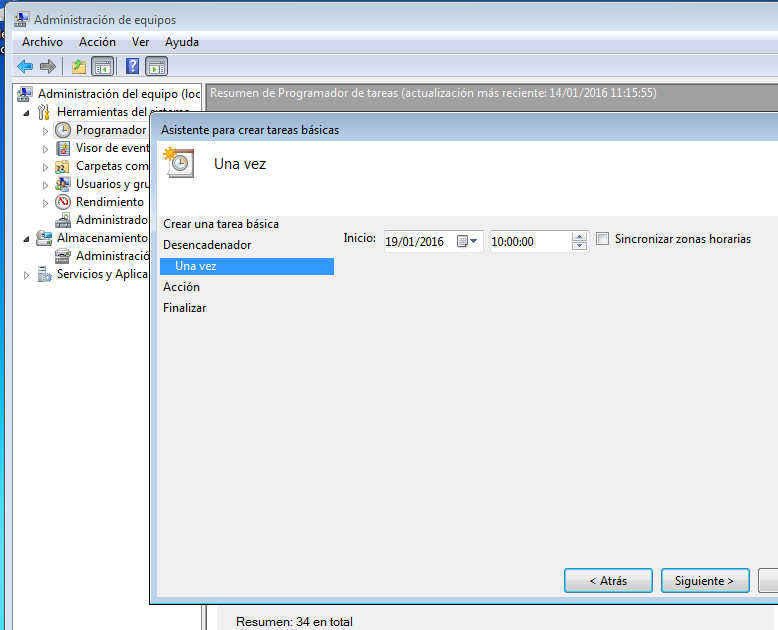 Administración de equipos
Archivo Acción Ver Ayuda
Administración del equipo (loc
Herramientas del sistema
Programador
Visor de event
Carpetas com
Usuarios y gru
Rendimiento
Administrado
Almacenamiento
Administració
Servicios y Aplica
Resumen de Programador de tareas (actualización más reciente: 14/01/2016 11:15:55)
Asistente para crear tareas básicas
Una vez
Crear una tarea básica
Desencadenador
Una vez
Acción
Finalizar
Inicio: 19/01/2016 10:00:00 Sincronizar zonas horarias
< Atrás Siguiente >
Resumen: 34 en total